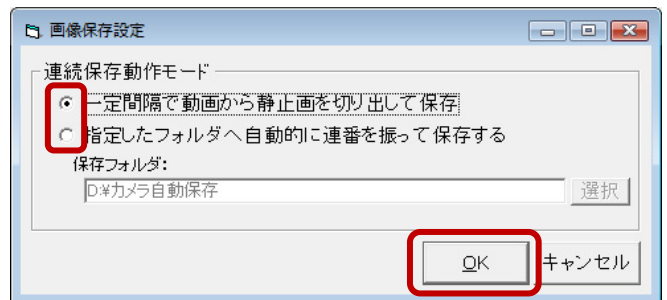 画像保存設定
連続保存動作モード
一定間隔で動画から静止画を切り出して保存
指定したフォルダへ自動的に連番を振って保存する
保存フォルダ:
D:¥カメラ自動保存
選択
OK
キャンセル